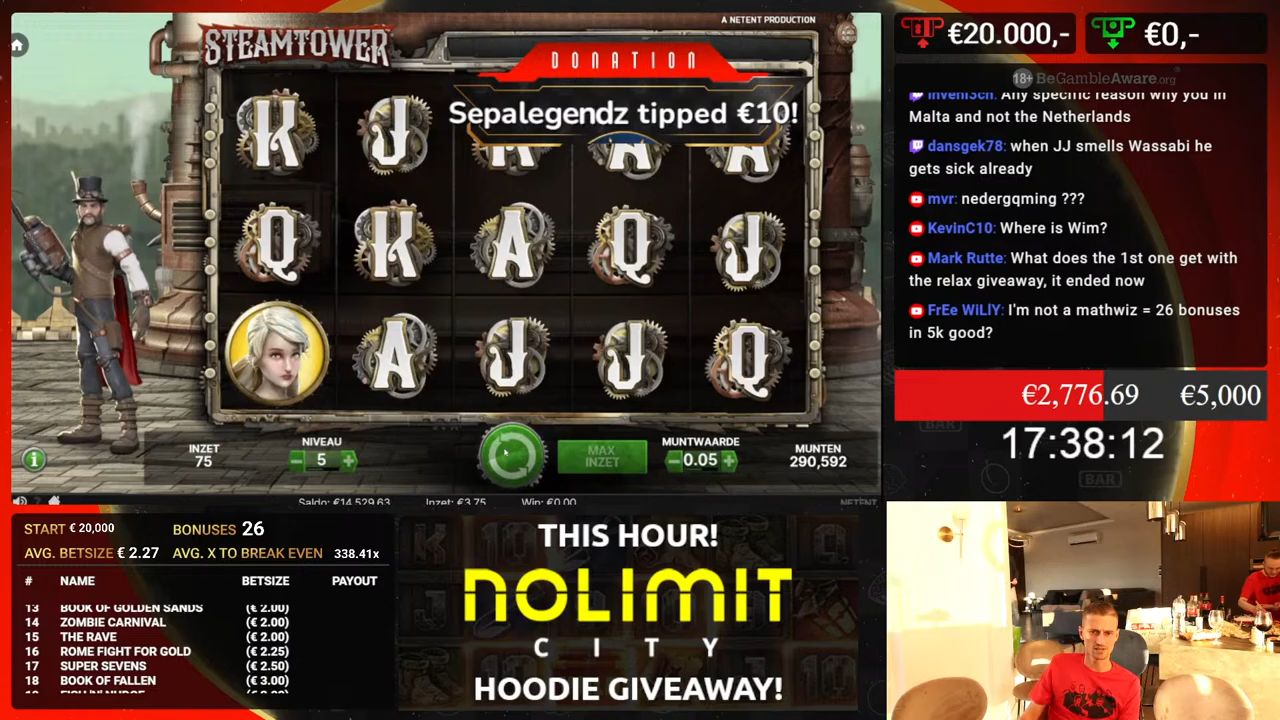 A NETENT PRODUCTION
STEAMTOWER
DONATION
Sepalegendz tipped €10!
K J A A
Q K A Q J
A J J Q
INZET
75
NIVEAU
5
MAX
INZET
MUNTWAARDE
0.05
MUNTEN
290,592
Saldo: €14,529.63 Inzet: €3.75 Win: €0.00
NETENT
€20.000,-
€0,-
18+ BeGambleAware.org
Inveni3ch: Any specific reason why you in
Malta and not the Netherlands
dansgek78: when JJ smells Wassabi he
gets sick already
mvr: nedergqming ???
KevinC10: Where is Wim?
Mark Rutte: What does the 1st one get with
the relax giveaway, it ended now
FrEe WiLlY: I'm not a mathwiz = 26 bonuses
in 5k good?
€2,776.69 €5,000
17:38:12
BAR
BAR
START € 20,000 BONUSES 26
AVG. BETSIZE € 2.27 AVG. X TO BREAK EVEN 338.41x
# NAME BETSIZE PAYOUT
13 BOOK OF GOLDEN SANDS (€ 2.00)
14 ZOMBIE CARNIVAL (€ 2.00)
15 THE RAVE (€ 2.00)
16 ROME FIGHT FOR GOLD (€ 2.25)
17 SUPER SEVENS (€ 2.50)
18 BOOK OF FALLEN (€ 3.00)
THIS HOUR!
NOLIMIT
CITY
HOODIE GIVEAWAY!